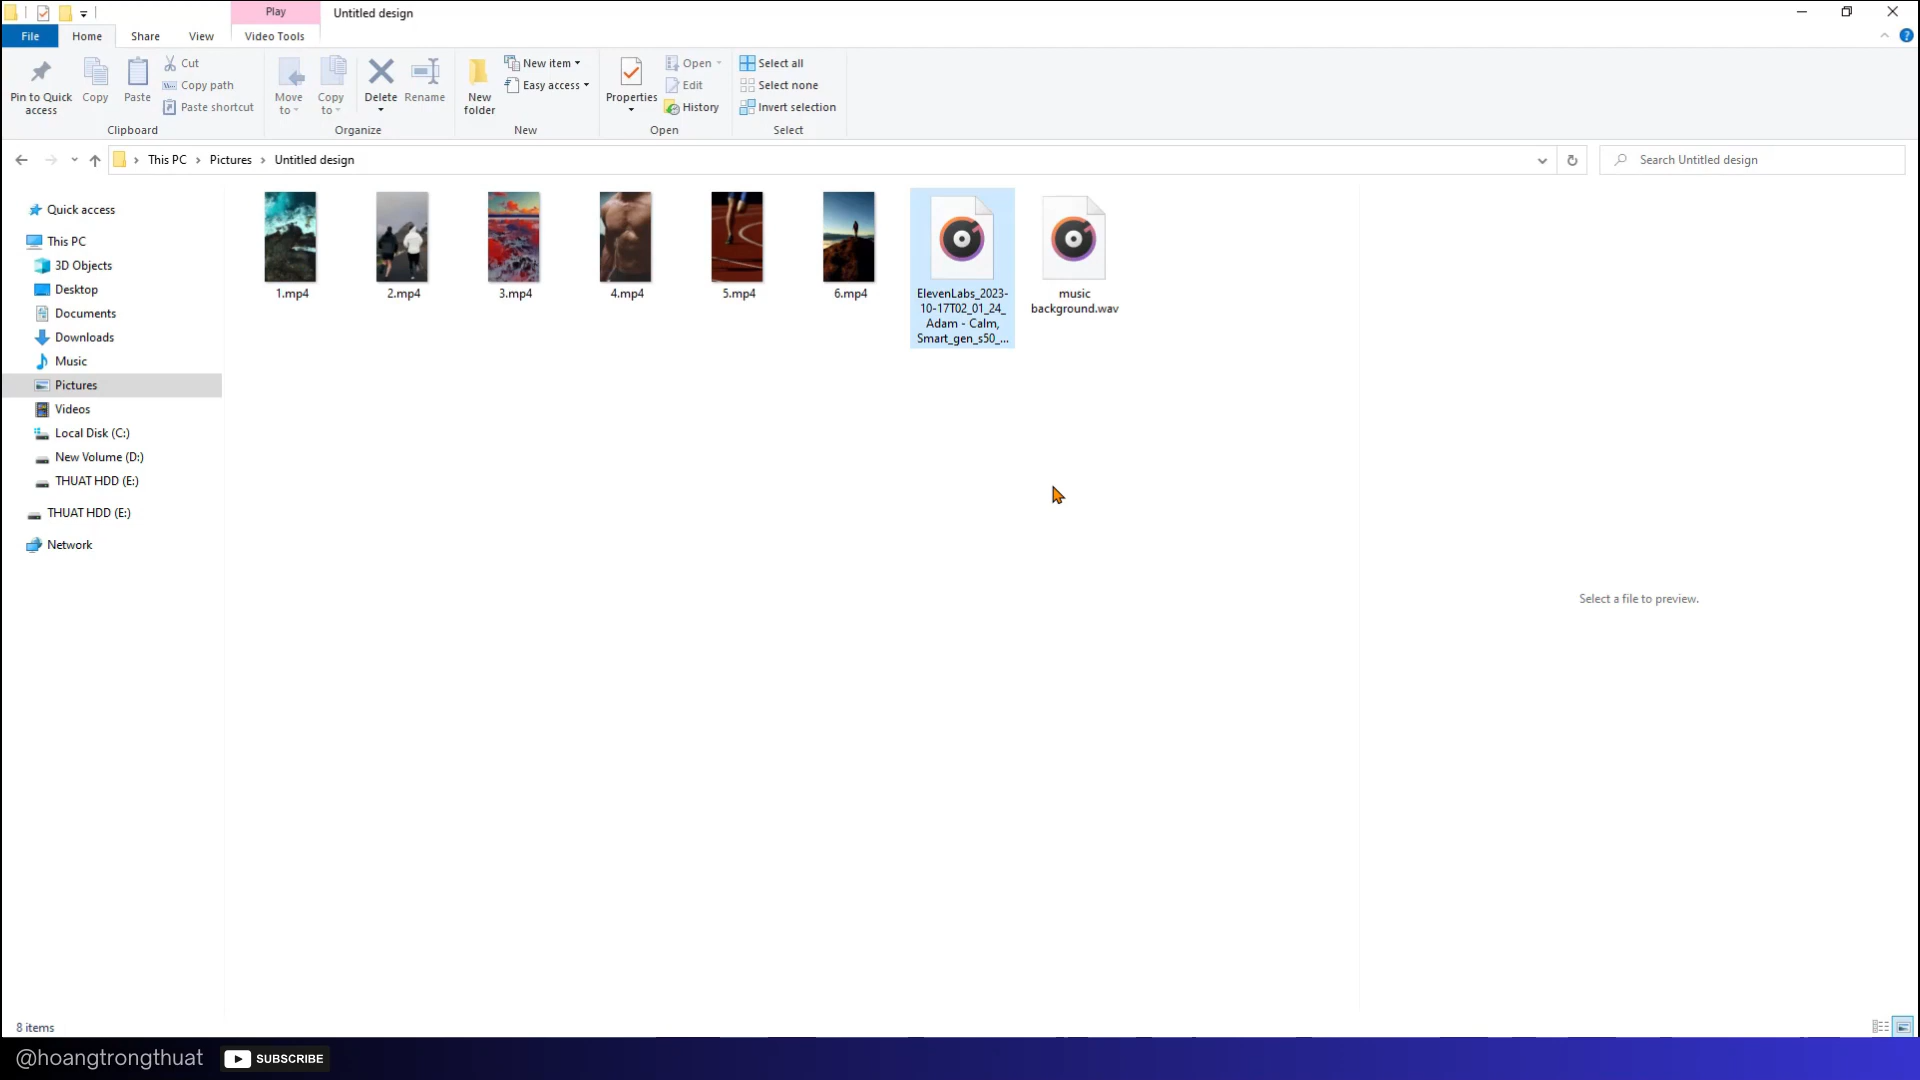 Play
Untitled design
File
Home
Share
View
Video Tools
Pin to Quick access
Copy
Paste
Cut
Copy path
Paste shortcut
Clipboard
Move to
Copy to
Delete
Rename
Organize
New folder
New item
Easy access
New
Properties
Open
Edit
History
Open
Select all
Select none
Invert selection
Select
This PC
Pictures
Untitled design
Search Untitled design
Quick access
This PC
3D Objects
Desktop
Documents
Downloads
Music
Pictures
Videos
Local Disk (C:)
New Volume (D:)
THUAT HDD (E:)
THUAT HDD (E:)
Network
1.mp4
2.mp4
3.mp4
4.mp4
5.mp4
6.mp4
ElevenLabs_2023-
10-17T02_01_24_
Adam - Calm,
Smart_gen_s50_...
music
background.wav
Select a file to preview.
8 items
@hoangtrongthuat
SUBSCRIBE